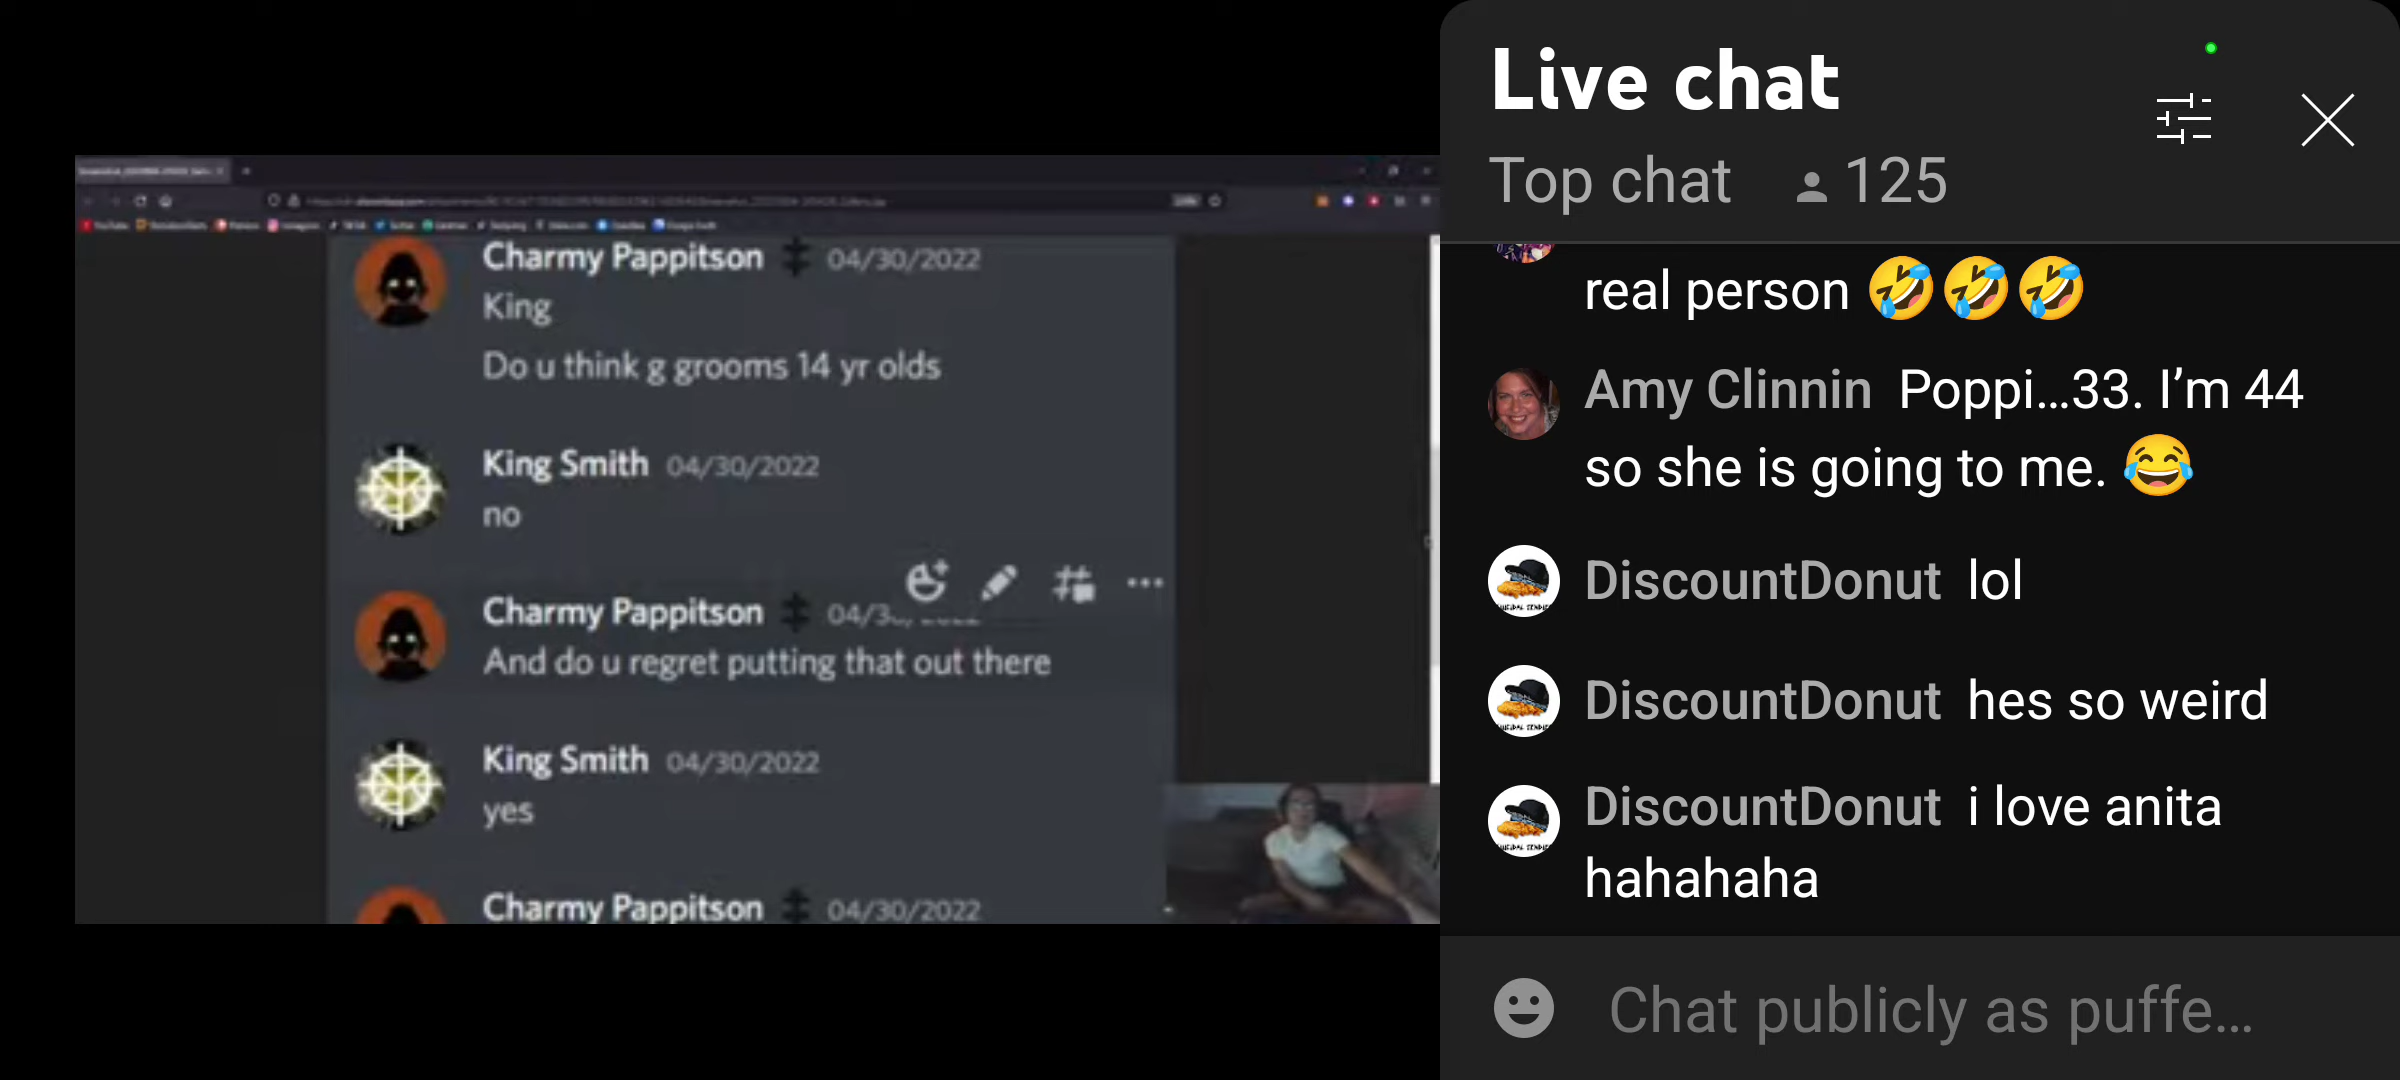 Charmy Pappitson 04/30/2022
King
Do u think g grooms 14 yr olds
King Smith 04/30/2022
no
Charmy Pappitson
And do u regret putting that out there
King Smith 04/30/2022
yes
Charmy Pappitson 04/30/2022
Live chat
Top chat 125
real person 🤣🤣🤣
Amy Clinnin Poppi...33. I’m 44
so she is going to me. 😂
DiscountDonut lol
DiscountDonut hes so weird
DiscountDonut i love anita
hahahaha
Chat publicly as puffe...